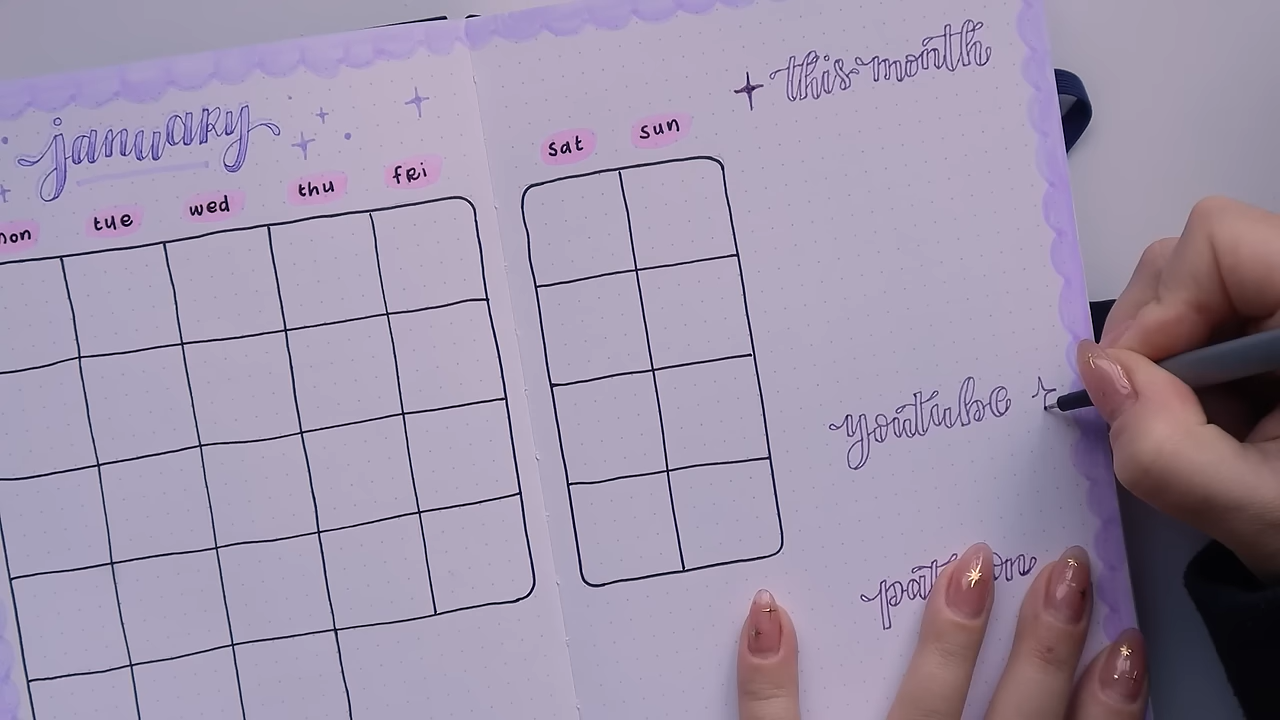 january
mon tue wed thu fri
sat sun
this month
youtube